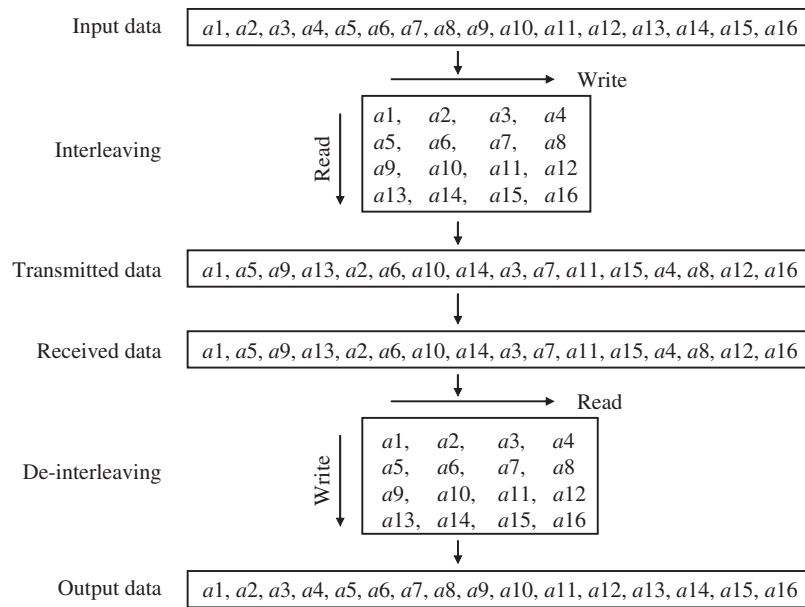 Input data a1, a2, a3, a4, a5, a6, a7, a8, a9, a10, a11, a12, a13, a14, a15, a16
Write
Interleaving
Read
a1, a2, a3, a4
a5, a6, a7, a8
a9, a10, a11, a12
a13, a14, a15, a16
Transmitted data a1, a5, a9, a13, a2, a6, a10, a14, a3, a7, a11, a15, a4, a8, a12, a16
Received data a1, a5, a9, a13, a2, a6, a10, a14, a3, a7, a11, a15, a4, a8, a12, a16
Read
De-interleaving
Write
a1, a2, a3, a4
a5, a6, a7, a8
a9, a10, a11, a12
a13, a14, a15, a16
Output data a1, a2, a3, a4, a5, a6, a7, a8, a9, a10, a11, a12, a13, a14, a15, a16